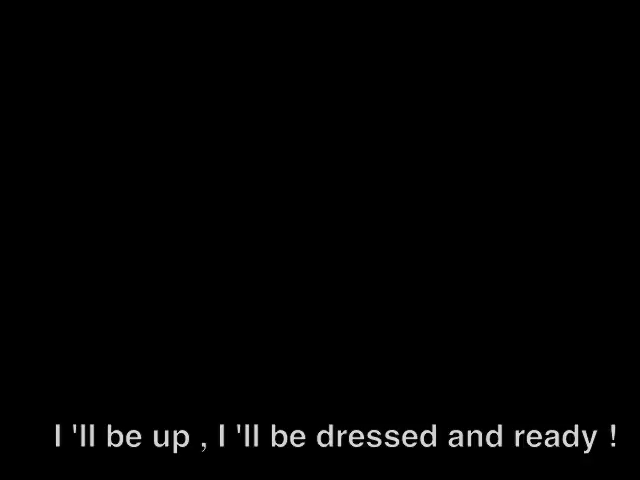 I 'll be up , I 'll be dressed and ready !